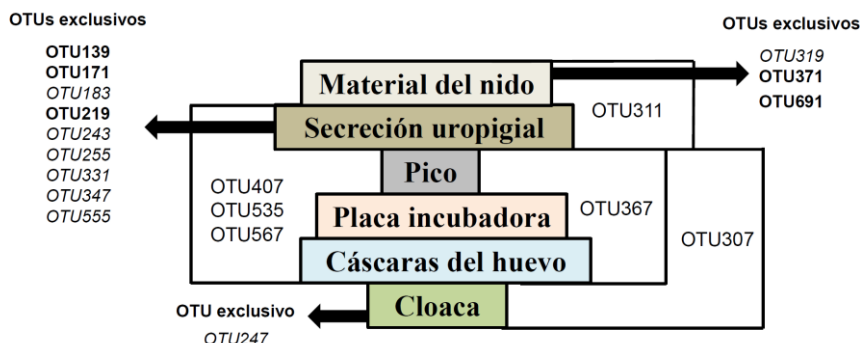 OTUs exclusivos
OTU139
OTU171
OTU183
OTU219
OTU243
OTU255
OTU331
OTU347
OTU555
OTUs exclusivos
OTU319
OTU371
OTU691
Material del nido
Secreción uropigial
Pico
Placa incubadora
Cáscaras del huevo
Cloaca
OTU311
OTU407
OTU535
OTU567
OTU367
OTU307
OTU exclusivo
OTU247